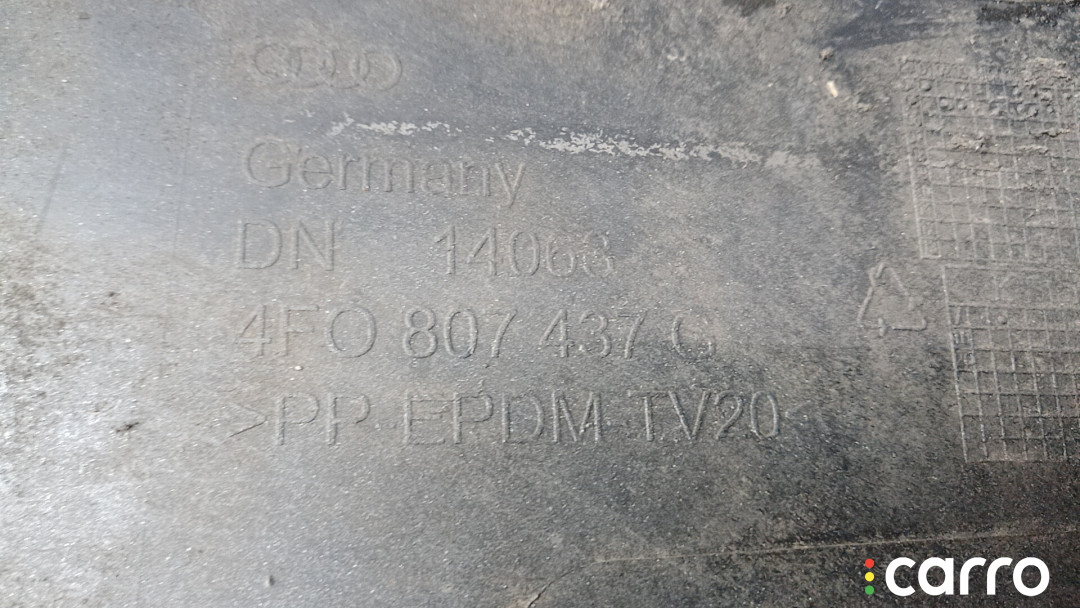 Germany
DN 14068
4F0 807 437 G
>PP-EPDM-TV20
carro